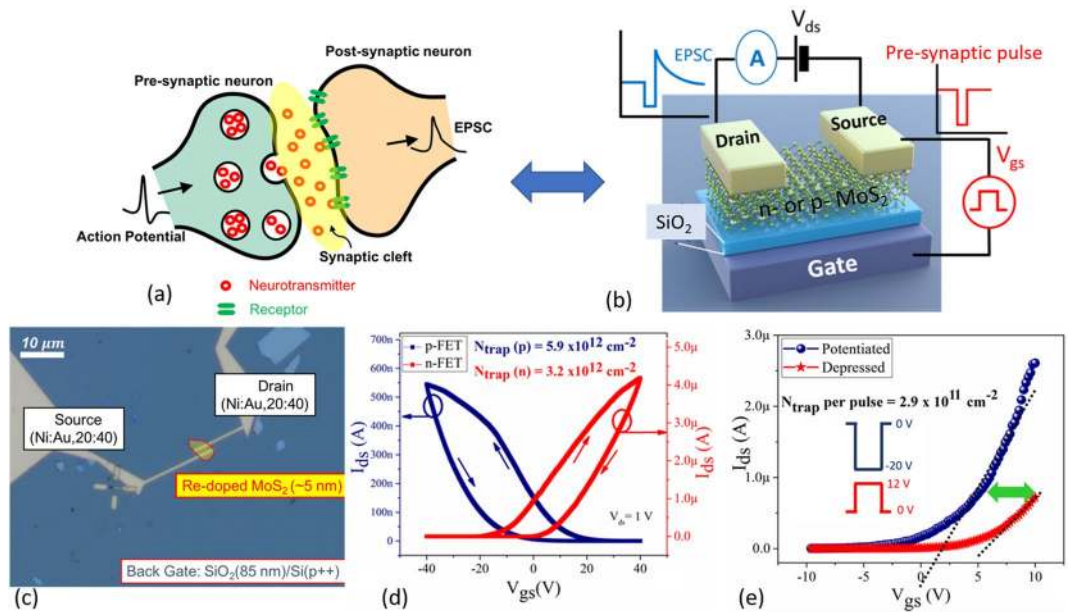 Pre-synaptic neuron
Post-synaptic neuron
EPSC
Action Potential
Synaptic cleft
(a)
Neurotransmitter
Receptor
V_ds
EPSC
A
Pre-synaptic pulse
Drain
Source
V_gs
n- or p- MoS₂
SiO₂
Gate
(b)
10 μm
Source
(Ni:Au,20:40)
Drain
(Ni:Au,20:40)
Re-doped MoS₂ (~5 nm)
Back Gate: SiO₂(85 nm)/Si(p++)
(c)
p-FET
n-FET
N_trap (p) = 5.9 x10¹² cm⁻²
N_trap (n) = 3.2 x10¹² cm⁻²
700n
600n
500n
400n
300n
200n
100n
0
I_ds (A)
5.0μ
4.0μ
3.0μ
2.0μ
1.0μ
0.0
I_ds (A)
V_ds= 1 V
-40 -20 0 20 40
V_gs(V)
(d)
3.0μ
2.0μ
1.0μ
0.0
I_ds (A)
Potentiated
Depressed
N_trap per pulse = 2.9 x 10¹¹ cm⁻²
0 V
-20 V
12 V
0 V
-10 -5 0 5 10
V_gs (V)
(e)